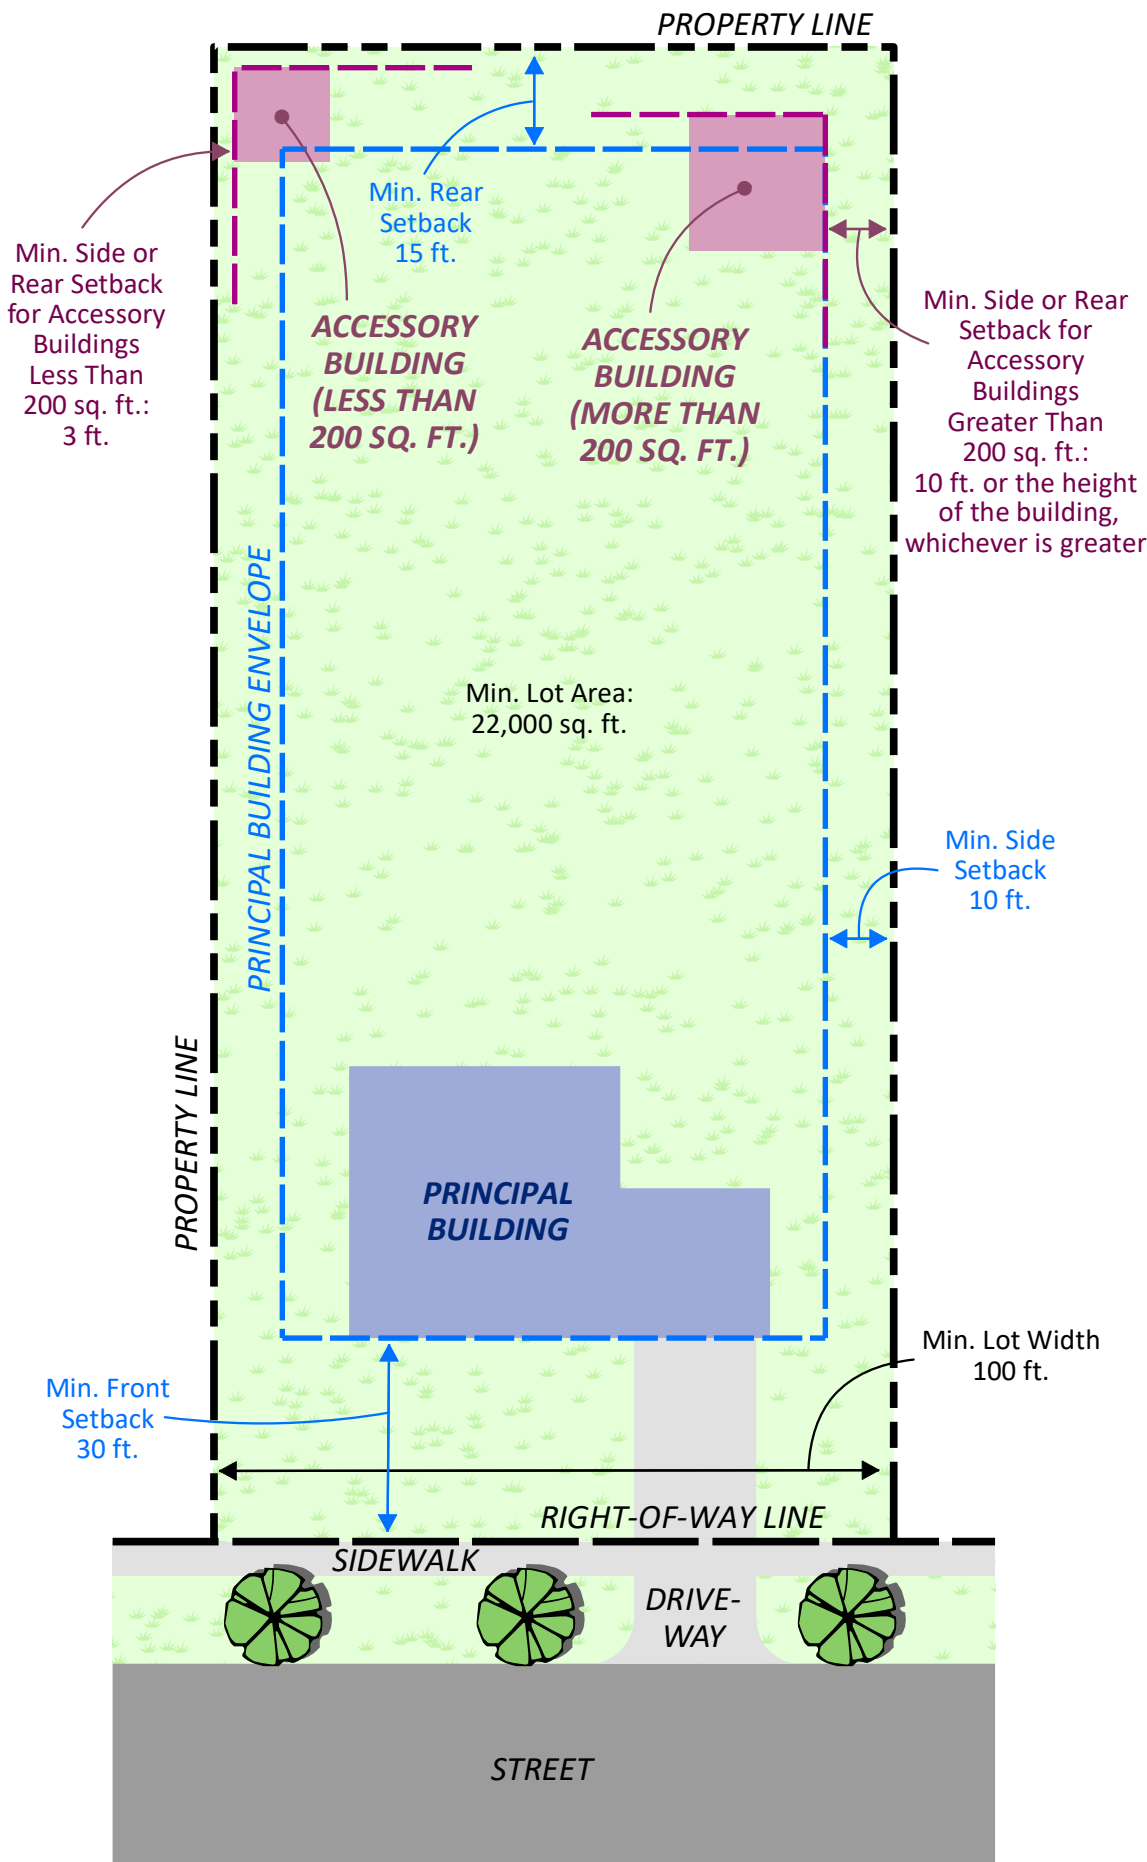 PROPERTY LINE
Min. Rear
Setback
15 ft.
Min. Side or
Rear Setback
for Accessory
Buildings
Less Than
200 sq. ft.:
3 ft.
ACCESSORY
BUILDING
(LESS THAN
200 SQ. FT.)
ACCESSORY
BUILDING
(MORE THAN
200 SQ. FT.)
Min. Side or Rear
Setback for
Accessory
Buildings
Greater Than
200 sq. ft.:
10 ft. or the height
of the building,
whichever is greater
PRINCIPAL BUILDING ENVELOPE
Min. Lot Area:
22,000 sq. ft.
Min. Side
Setback
10 ft.
PROPERTY LINE
PRINCIPAL
BUILDING
Min. Lot Width
100 ft.
Min. Front
Setback
30 ft.
RIGHT-OF-WAY LINE
SIDEWALK
DRIVE-
WAY
STREET